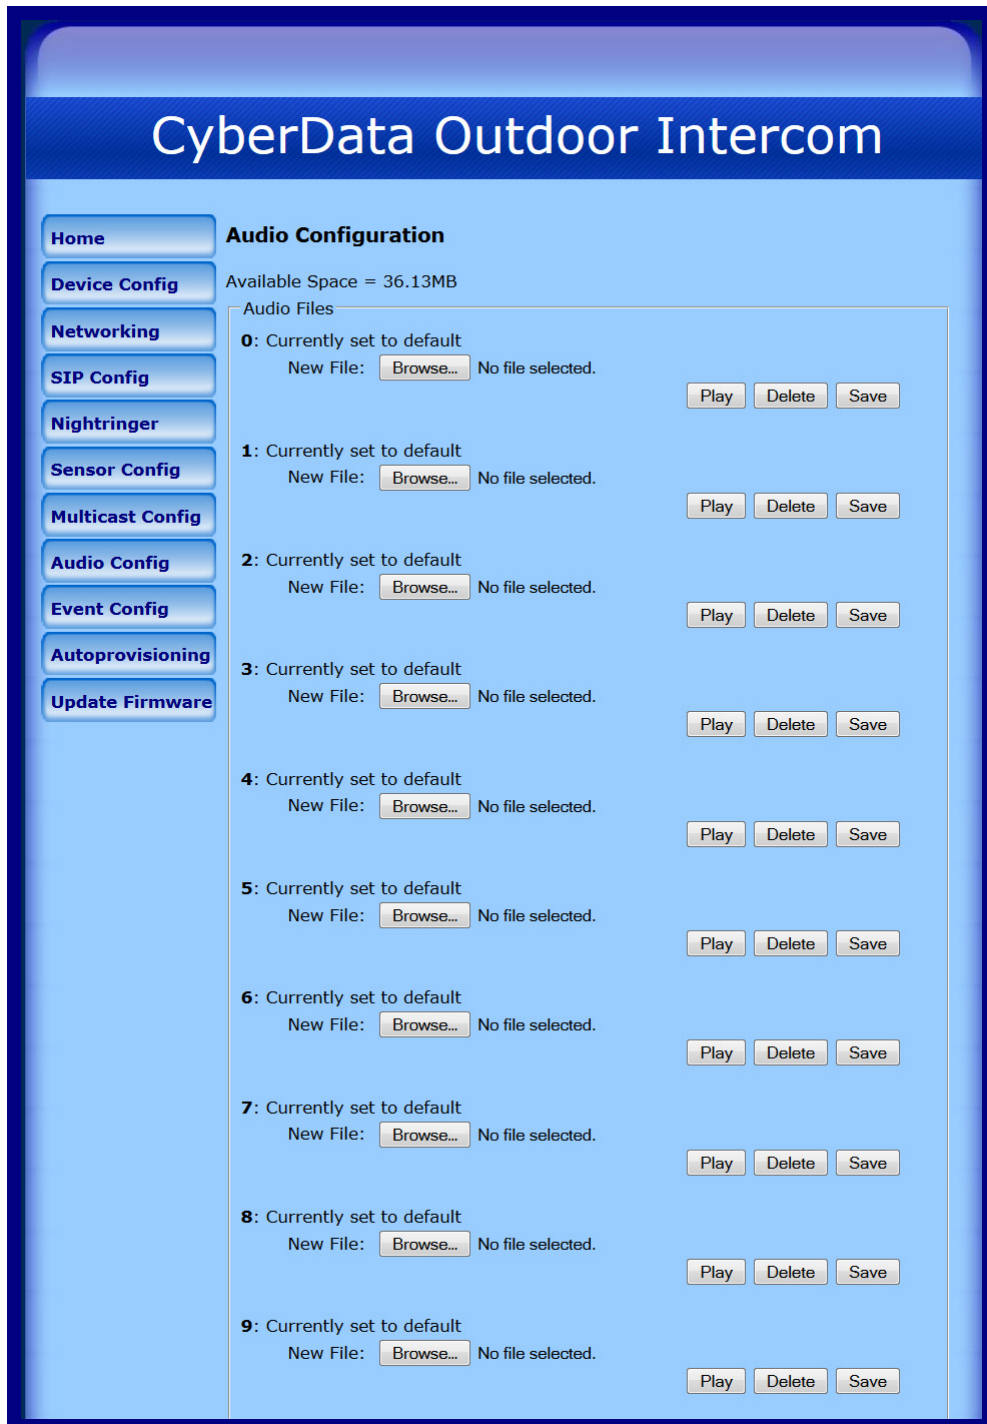 CyberData Outdoor Intercom
Home
Device Config
Networking
SIP Config
Nightringer
Sensor Config
Multicast Config
Audio Config
Event Config
Autoprovisioning
Update Firmware
Audio Configuration
Available Space = 36.13MB
Audio Files
0: Currently set to default
New File: Browse... No file selected.
Play Delete Save
1: Currently set to default
New File: Browse... No file selected.
Play Delete Save
2: Currently set to default
New File: Browse... No file selected.
Play Delete Save
3: Currently set to default
New File: Browse... No file selected.
Play Delete Save
4: Currently set to default
New File: Browse... No file selected.
Play Delete Save
5: Currently set to default
New File: Browse... No file selected.
Play Delete Save
6: Currently set to default
New File: Browse... No file selected.
Play Delete Save
7: Currently set to default
New File: Browse... No file selected.
Play Delete Save
8: Currently set to default
New File: Browse... No file selected.
Play Delete Save
9: Currently set to default
New File: Browse... No file selected.
Play Delete Save